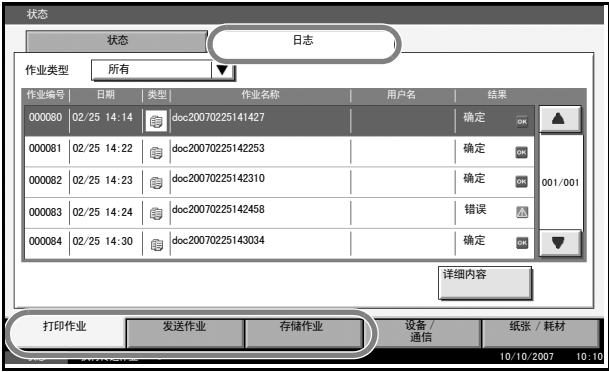 状态
状态 日志
作业类型 所有 ▼
作业编号 日期 类型 作业名称 用户名 结果
000080 02/25 14:14 doc20070225141427 确定 OK
000081 02/25 14:22 doc20070225142253 确定 OK
000082 02/25 14:23 doc20070225142310 确定 OK
001/001
000083 02/25 14:24 doc20070225142458 错误
000084 02/25 14:30 doc20070225143034 确定 OK
详细内容
打印作业 发送作业 存储作业 设备 / 纸张 / 耗材
通信
10/10/2007 10:10